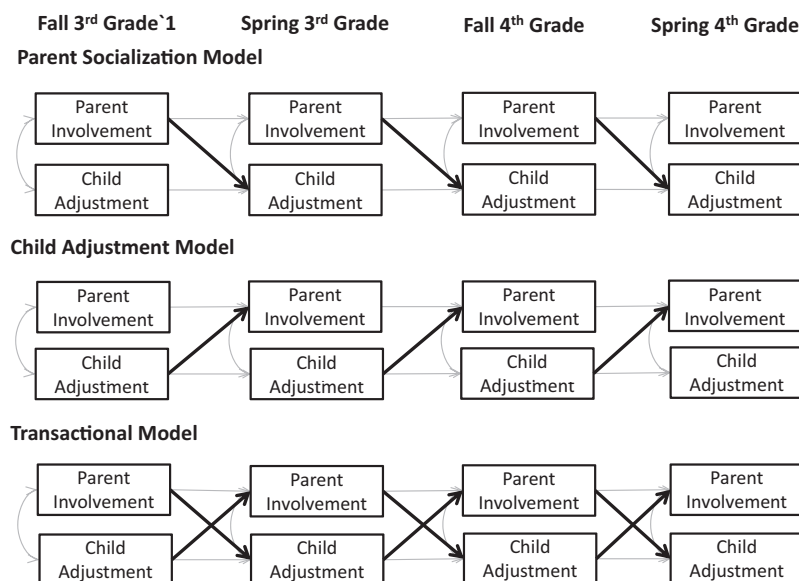 Fall 3rd Grade`1 Spring 3rd Grade Fall 4th Grade Spring 4th Grade
Parent Socialization Model
Parent Involvement Parent Involvement Parent Involvement Parent Involvement
Child Adjustment Child Adjustment Child Adjustment Child Adjustment
Child Adjustment Model
Parent Involvement Parent Involvement Parent Involvement Parent Involvement
Child Adjustment Child Adjustment Child Adjustment Child Adjustment
Transactional Model
Parent Involvement Parent Involvement Parent Involvement Parent Involvement
Child Adjustment Child Adjustment Child Adjustment Child Adjustment